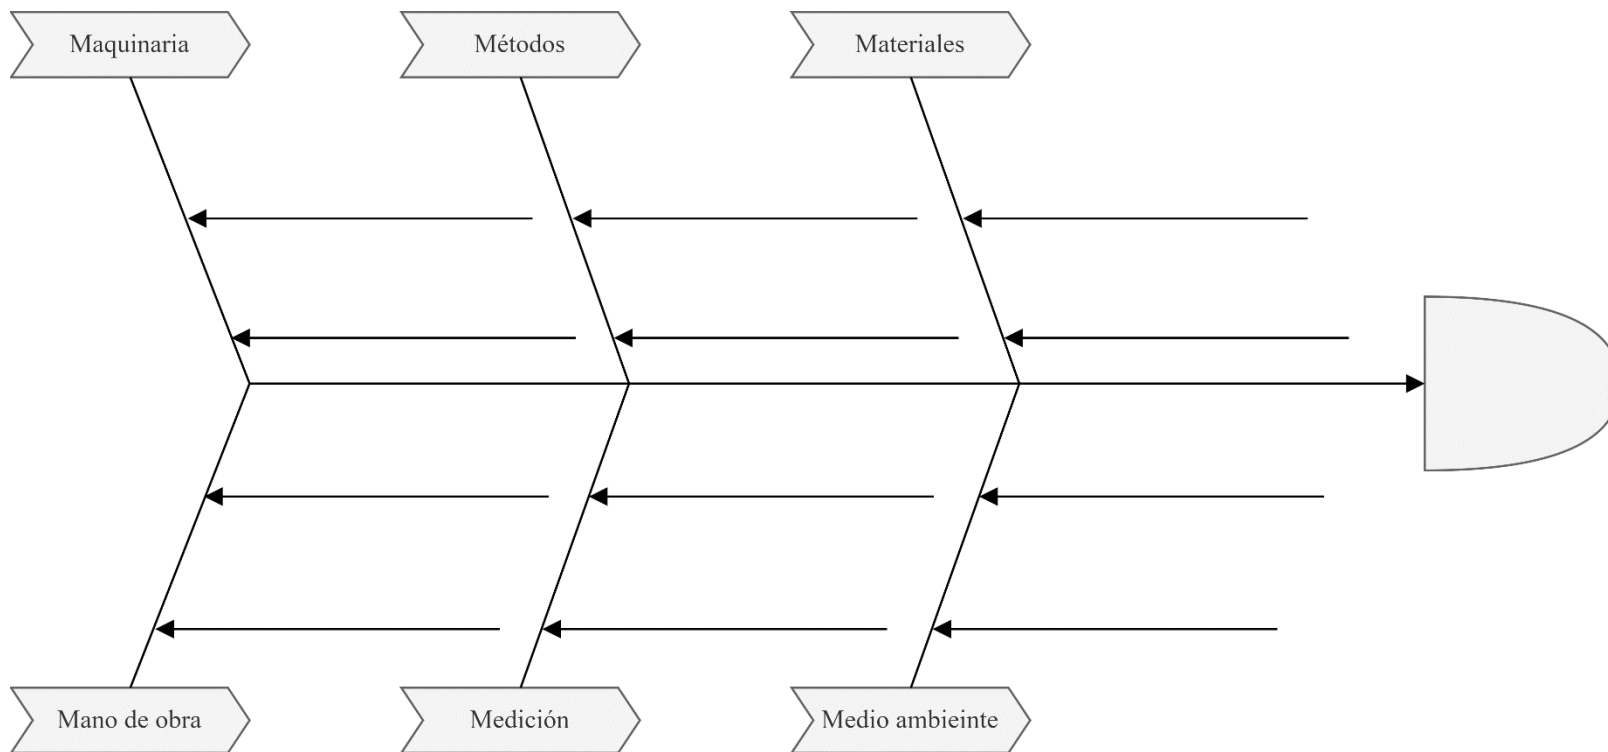 Maquinaria
Métodos
Materiales
Mano de obra
Medición
Medio ambieinte